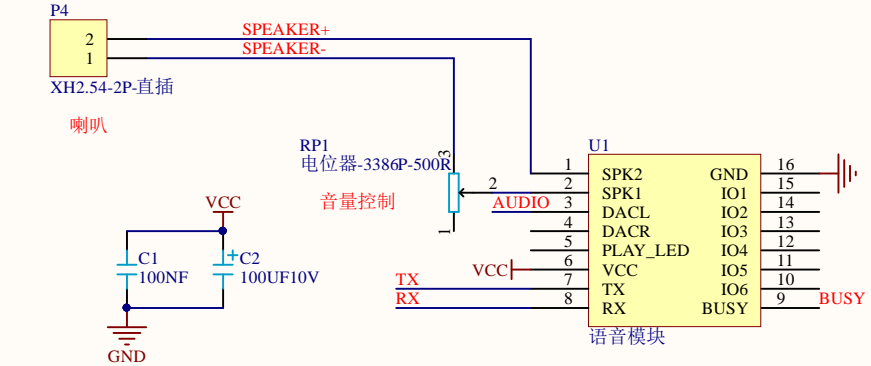 P4
2
1
SPEAKER+
SPEAKER-
XH2.54-2P-直插
喇叭
RP1
电位器-3386P-500R
3
2
1
音量控制
AUDIO
VCC
TX
RX
U1
1 SPK2 GND 16
2 SPK1 IO1 15
3 DACL IO2 14
4 DACR IO3 13
5 PLAY_LED IO4 12
6 VCC IO5 11
7 TX IO6 10
8 RX BUSY 9
BUSY
语音模块
VCC
C1
100NF
C2
100UF10V
GND